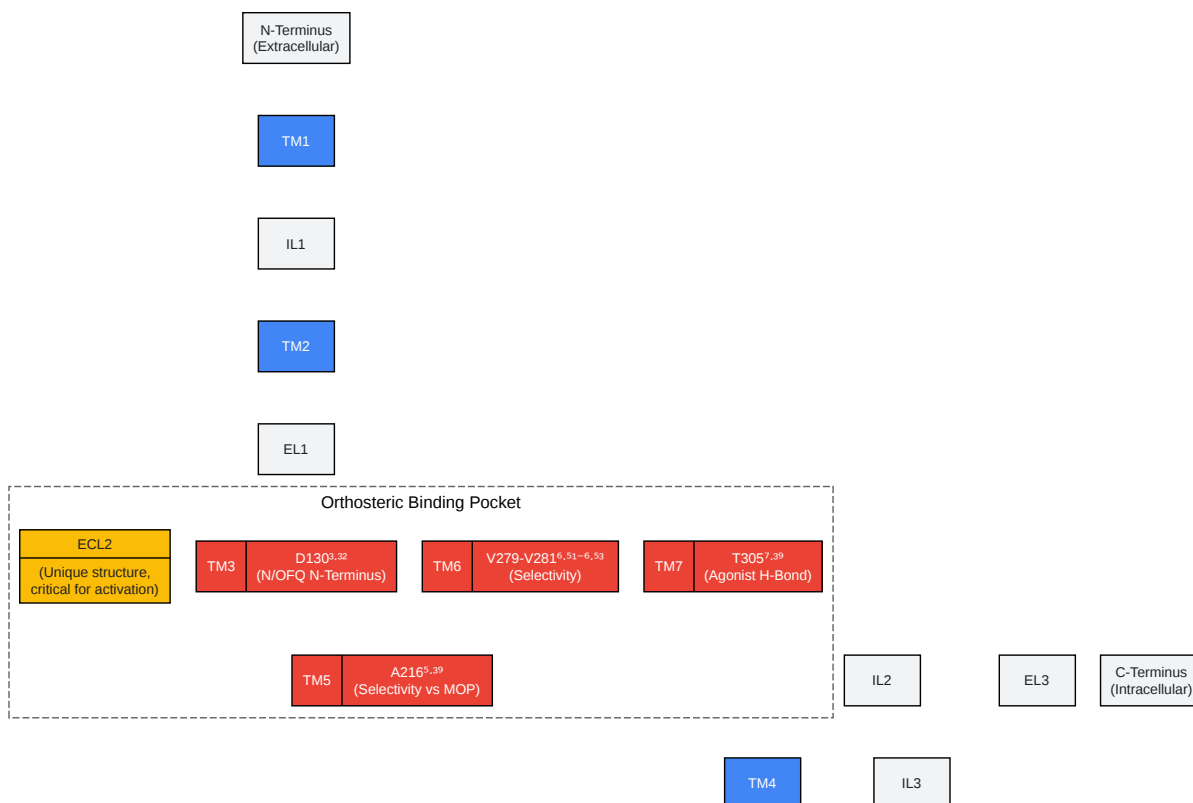 N-Terminus
(Extracellular)
TM1
IL1
TM2
EL1
Orthosteric Binding Pocket
ECL2
(Unique structure,
critical for activation)
TM3
D130³·³²
(N/OFQ N-Terminus)
TM6
V279-V281⁶·⁵¹⁻⁶·⁵³
(Selectivity)
TM7
T305⁷·³⁹
(Agonist H-Bond)
TM5
A216⁵·³⁹
(Selectivity vs MOP)
IL2
EL3
C-Terminus
(Intracellular)
TM4
IL3